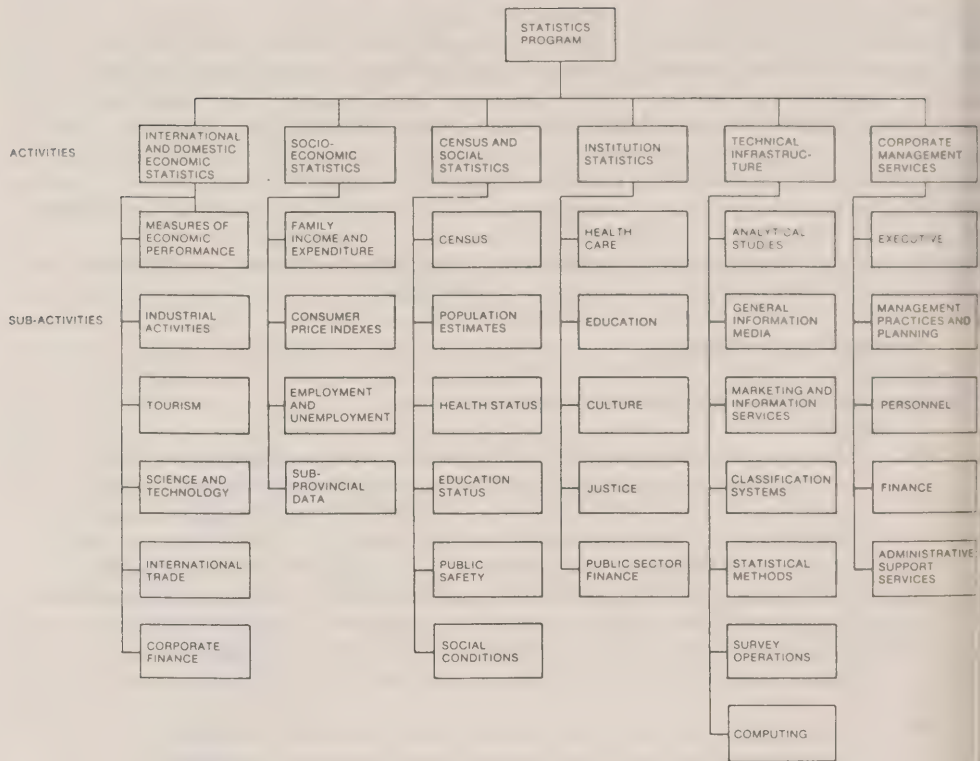 STATISTICS
PROGRAM
ACTIVITIES
INTERNATIONAL
AND DOMESTIC
ECONOMIC
STATISTICS
SOCIO-
ECONOMIC
STATISTICS
CENSUS AND
SOCIAL
STATISTICS
INSTITUTION
STATISTICS
TECHNICAL
INFRASTRUC-
TURE
CORPORATE
MANAGEMENT
SERVICES
SUB-ACTIVITIES
MEASURES OF
ECONOMIC
PERFORMANCE
INDUSTRIAL
ACTIVITIES
TOURISM
SCIENCE AND
TECHNOLOGY
INTERNATIONAL
TRADE
CORPORATE
FINANCE
FAMILY
INCOME AND
EXPENDITURE
CONSUMER
PRICE INDEXES
EMPLOYMENT
AND
UNEMPLOYMENT
SUB-
PROVINCIAL
DATA
CENSUS
POPULATION
ESTIMATES
HEALTH STATUS
EDUCATION
STATUS
PUBLIC
SAFETY
SOCIAL
CONDITIONS
HEALTH
CARE
EDUCATION
CULTURE
JUSTICE
PUBLIC SECTOR
FINANCE
ANALYTICAL
STUDIES
GENERAL
INFORMATION
MEDIA
MARKETING AND
INFORMATION
SERVICES
CLASSIFICATION
SYSTEMS
STATISTICAL
METHODS
SURVEY
OPERATIONS
COMPUTING
EXECUTIVE
MANAGEMENT
PRACTICES AND
PLANNING
PERSONNEL
FINANCE
ADMINISTRATIVE
SUPPORT
SERVICES